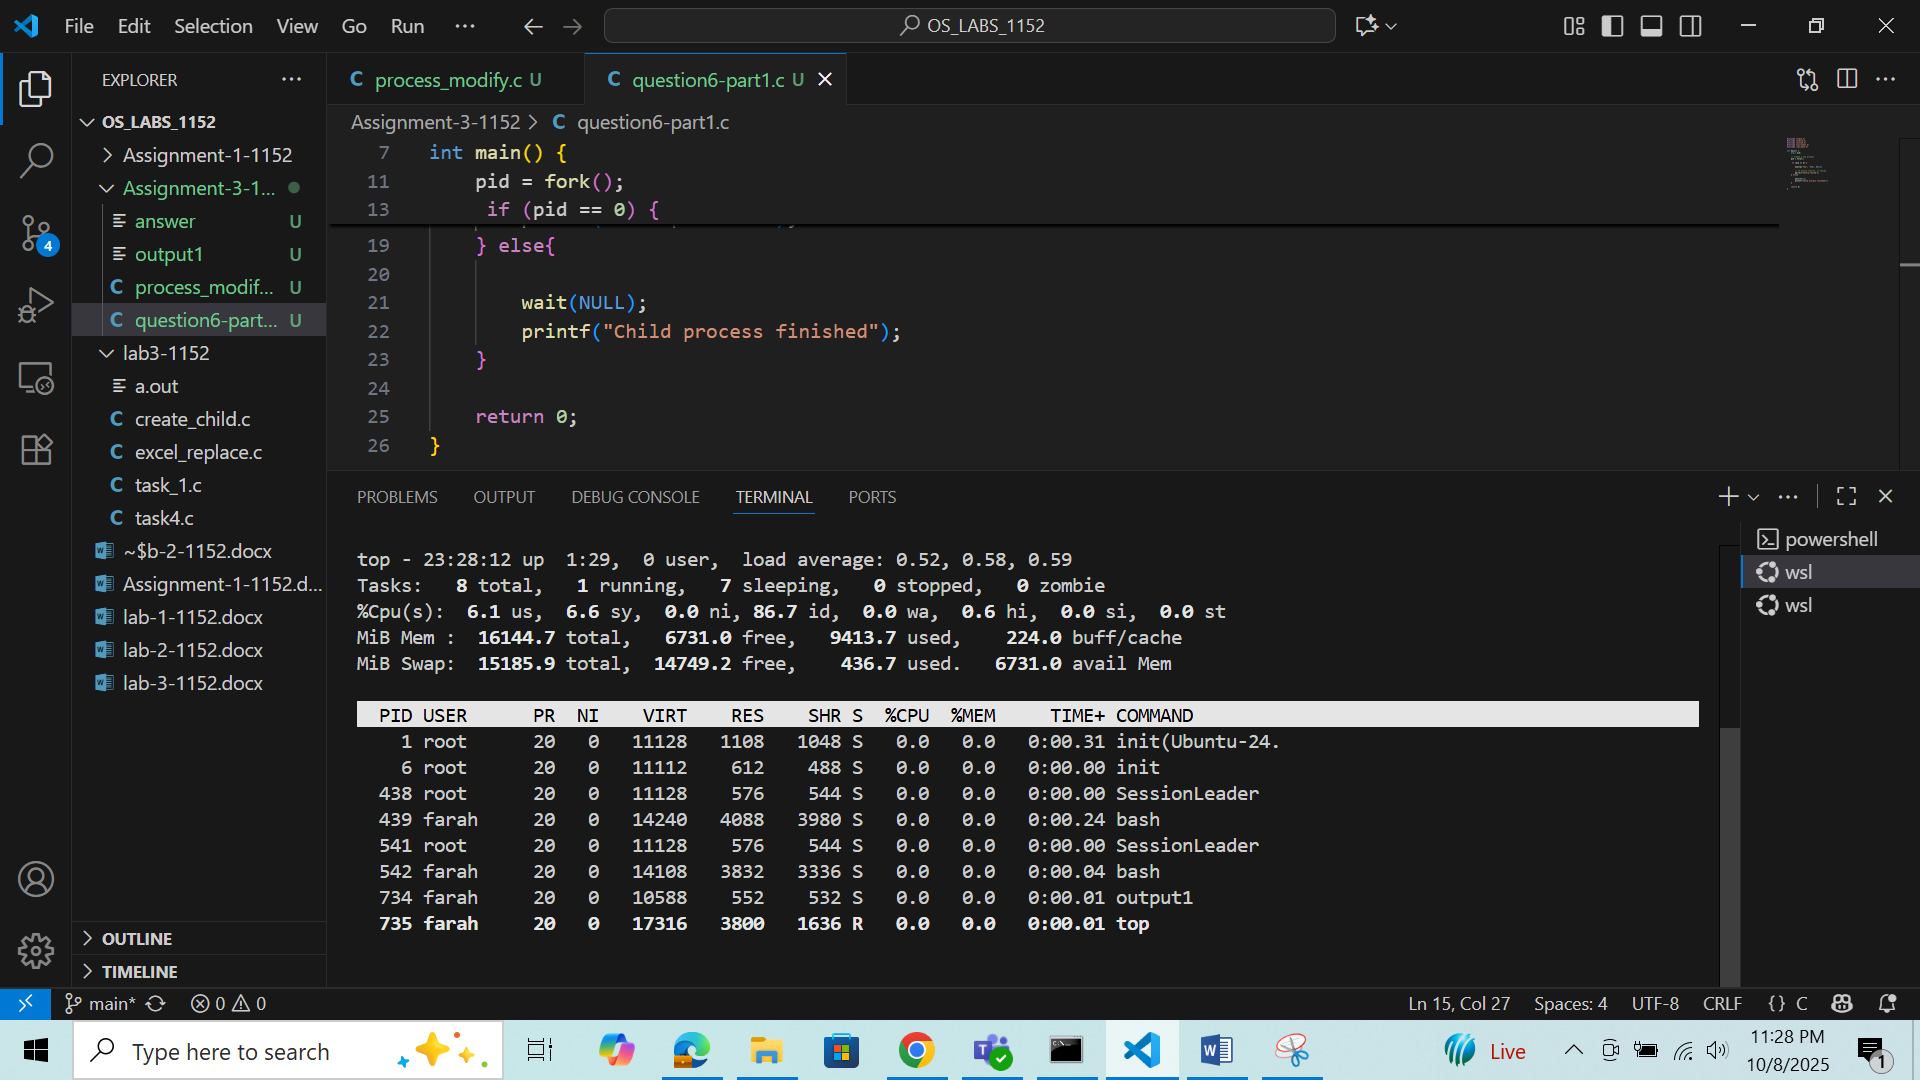 File Edit Selection View Go Run ··· OS_LABS_1152
EXPLORER ···
OS_LABS_1152
Assignment-1-1152
Assignment-3-1...
answer U
output1 U
process_modif... U
question6-part... U
lab3-1152
a.out
create_child.c
excel_replace.c
task_1.c
task4.c
~$b-2-1152.docx
Assignment-1-1152.d...
lab-1-1152.docx
lab-2-1152.docx
lab-3-1152.docx
OUTLINE
TIMELINE
4
C process_modify.c U
C question6-part1.c U
Assignment-3-1152 > C question6-part1.c
7 int main() {
11 pid = fork();
13 if (pid == 0) {
19 } else{
20
21 wait(NULL);
22 printf("Child process finished");
23 }
24
25 return 0;
26 }
PROBLEMS OUTPUT DEBUG CONSOLE TERMINAL PORTS
powershell
wsl
wsl
top - 23:28:12 up 1:29, 0 user, load average: 0.52, 0.58, 0.59
Tasks: 8 total, 1 running, 7 sleeping, 0 stopped, 0 zombie
%Cpu(s): 6.1 us, 6.6 sy, 0.0 ni, 86.7 id, 0.0 wa, 0.6 hi, 0.0 si, 0.0 st
MiB Mem : 16144.7 total, 6731.0 free, 9413.7 used, 224.0 buff/cache
MiB Swap: 15185.9 total, 14749.2 free, 436.7 used. 6731.0 avail Mem
PID USER PR NI VIRT RES SHR S %CPU %MEM TIME+ COMMAND
1 root 20 0 11128 1108 1048 S 0.0 0.0 0:00.31 init(Ubuntu-24.
6 root 20 0 11112 612 488 S 0.0 0.0 0:00.00 init
438 root 20 0 11128 576 544 S 0.0 0.0 0:00.00 SessionLeader
439 farah 20 0 14240 4088 3980 S 0.0 0.0 0:00.24 bash
541 root 20 0 11128 576 544 S 0.0 0.0 0:00.00 SessionLeader
542 farah 20 0 14108 3832 3336 S 0.0 0.0 0:00.04 bash
734 farah 20 0 10588 552 532 S 0.0 0.0 0:00.01 output1
735 farah 20 0 17316 3800 1636 R 0.0 0.0 0:00.01 top
main* 0 0 Ln 15, Col 27 Spaces: 4 UTF-8 CRLF {} C
Type here to search
Live
11:28 PM
10/8/2025
1